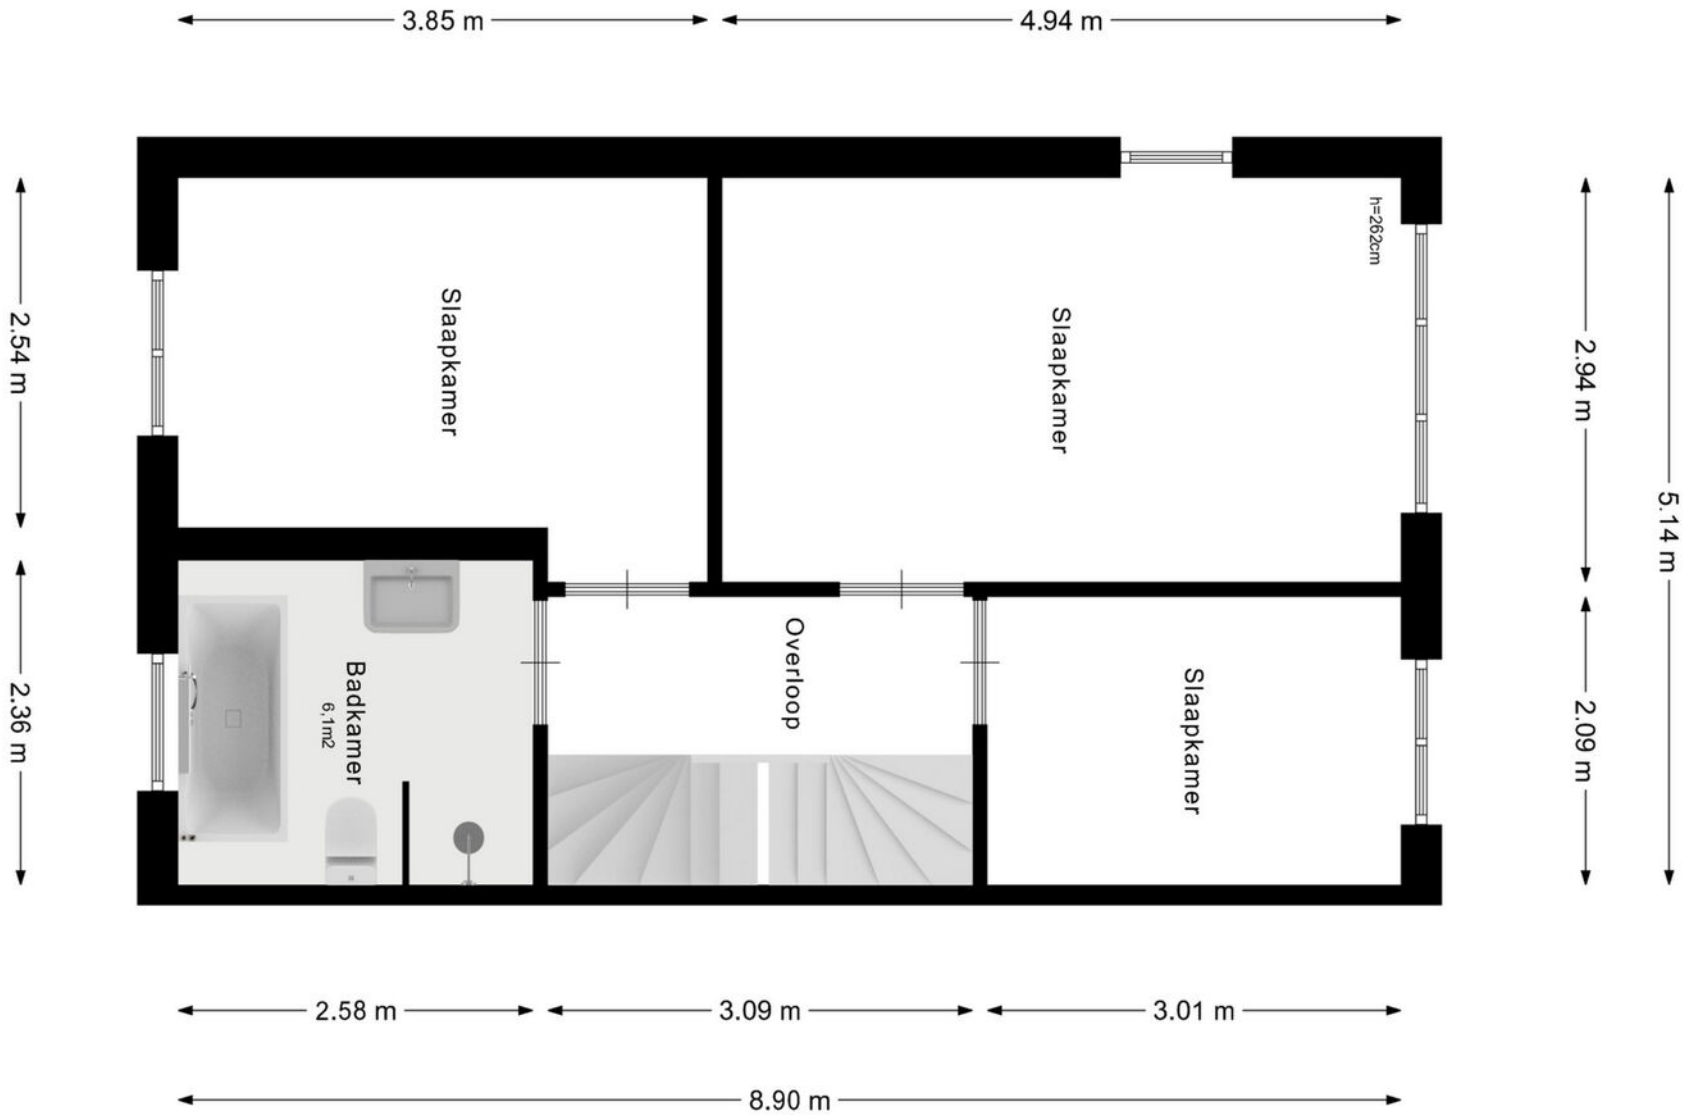 3.85 m
4.94 m
h=262cm
Slaapkamer
Slaapkamer
2.54 m
2.94 m
5.14 m
Overloop
Badkamer
6,1m2
Slaapkamer
2.36 m
2.09 m
2.58 m
3.09 m
3.01 m
8.90 m